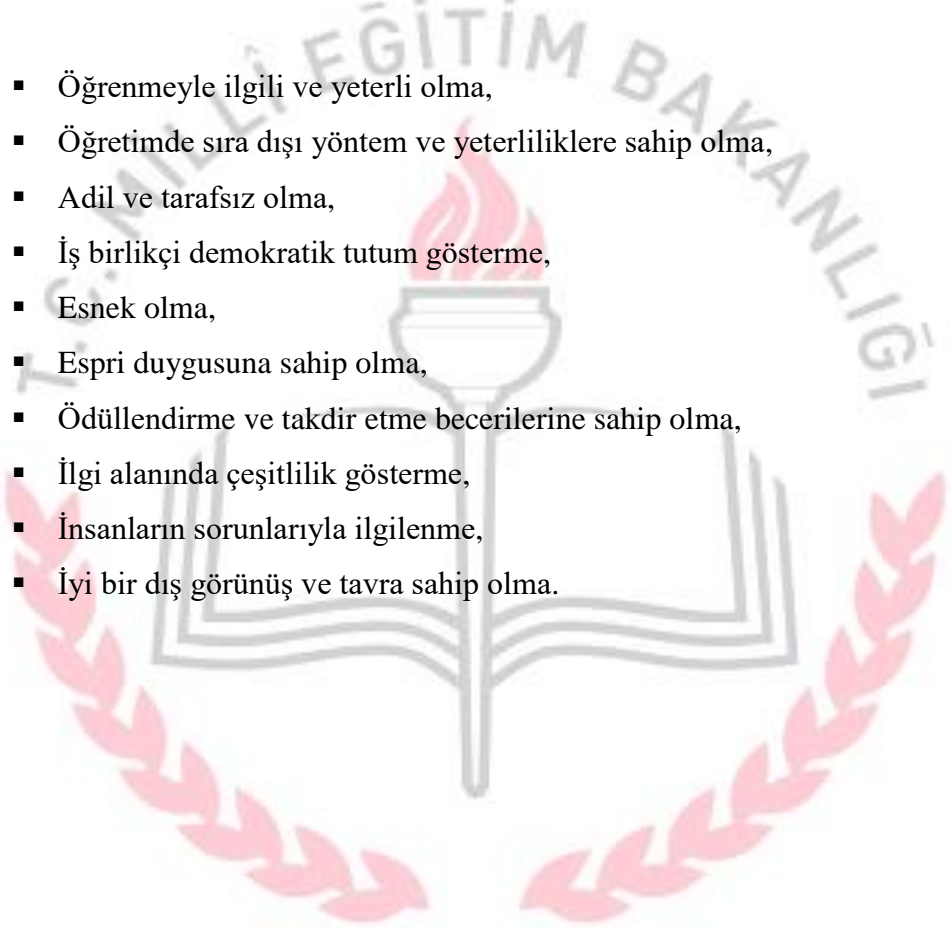 T.C. MİLLÎ EĞİTİM BAKANLIĞI
▪ Öğrenmeyle ilgili ve yeterli olma,
▪ Öğretimde sıra dışı yöntem ve yeterliliklere sahip olma,
▪ Adil ve tarafsız olma,
▪ İş birlikçi demokratik tutum gösterme,
▪ Esnek olma,
▪ Espri duygusuna sahip olma,
▪ Ödüllendirme ve takdir etme becerilerine sahip olma,
▪ İlgi alanında çeşitlilik gösterme,
▪ İnsanların sorunlarıyla ilgilenme,
▪ İyi bir dış görünüş ve tavra sahip olma.